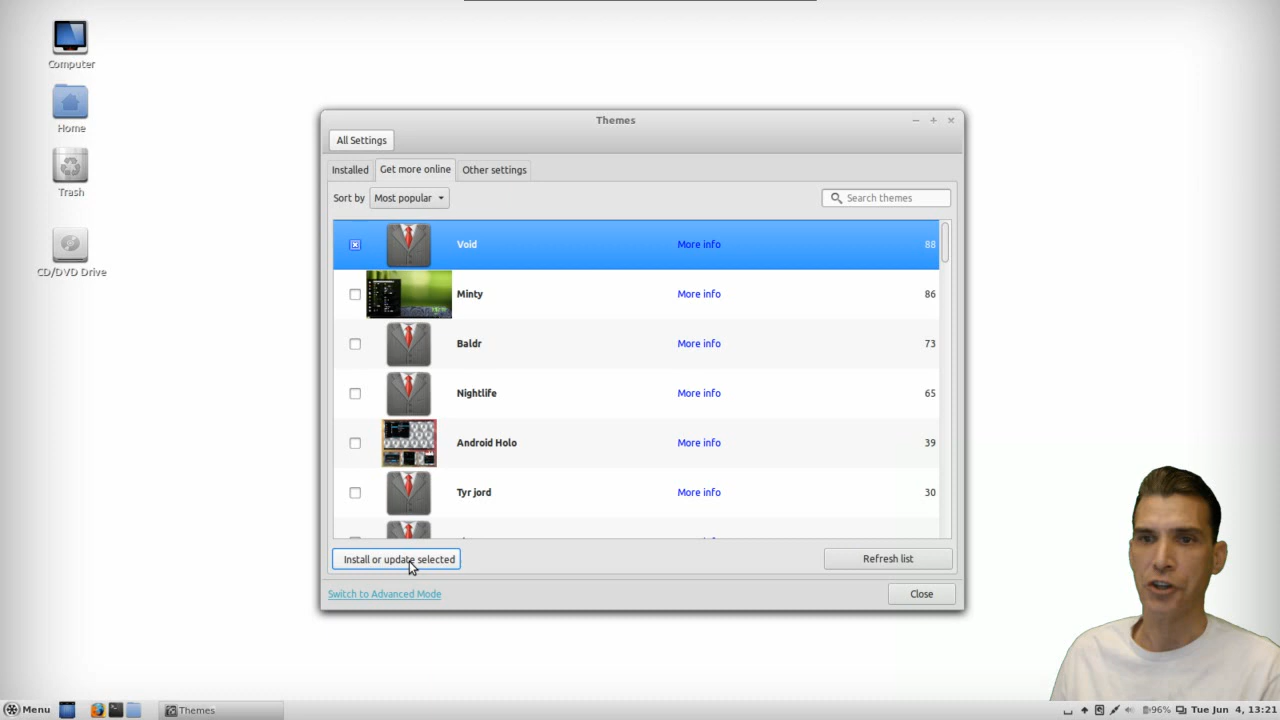 Computer
Home
Trash
CD/DVD Drive
Themes
All Settings
Installed
Get more online
Other settings
Sort by
Most popular
Search themes
Void
More info
88
Minty
More info
86
Baldr
More info
73
Nightlife
More info
65
Android Holo
More info
39
Tyr jord
More info
30
Install or update selected
Refresh list
Switch to Advanced Mode
Close
Menu
Themes
96%
Tue Jun 4, 13:21